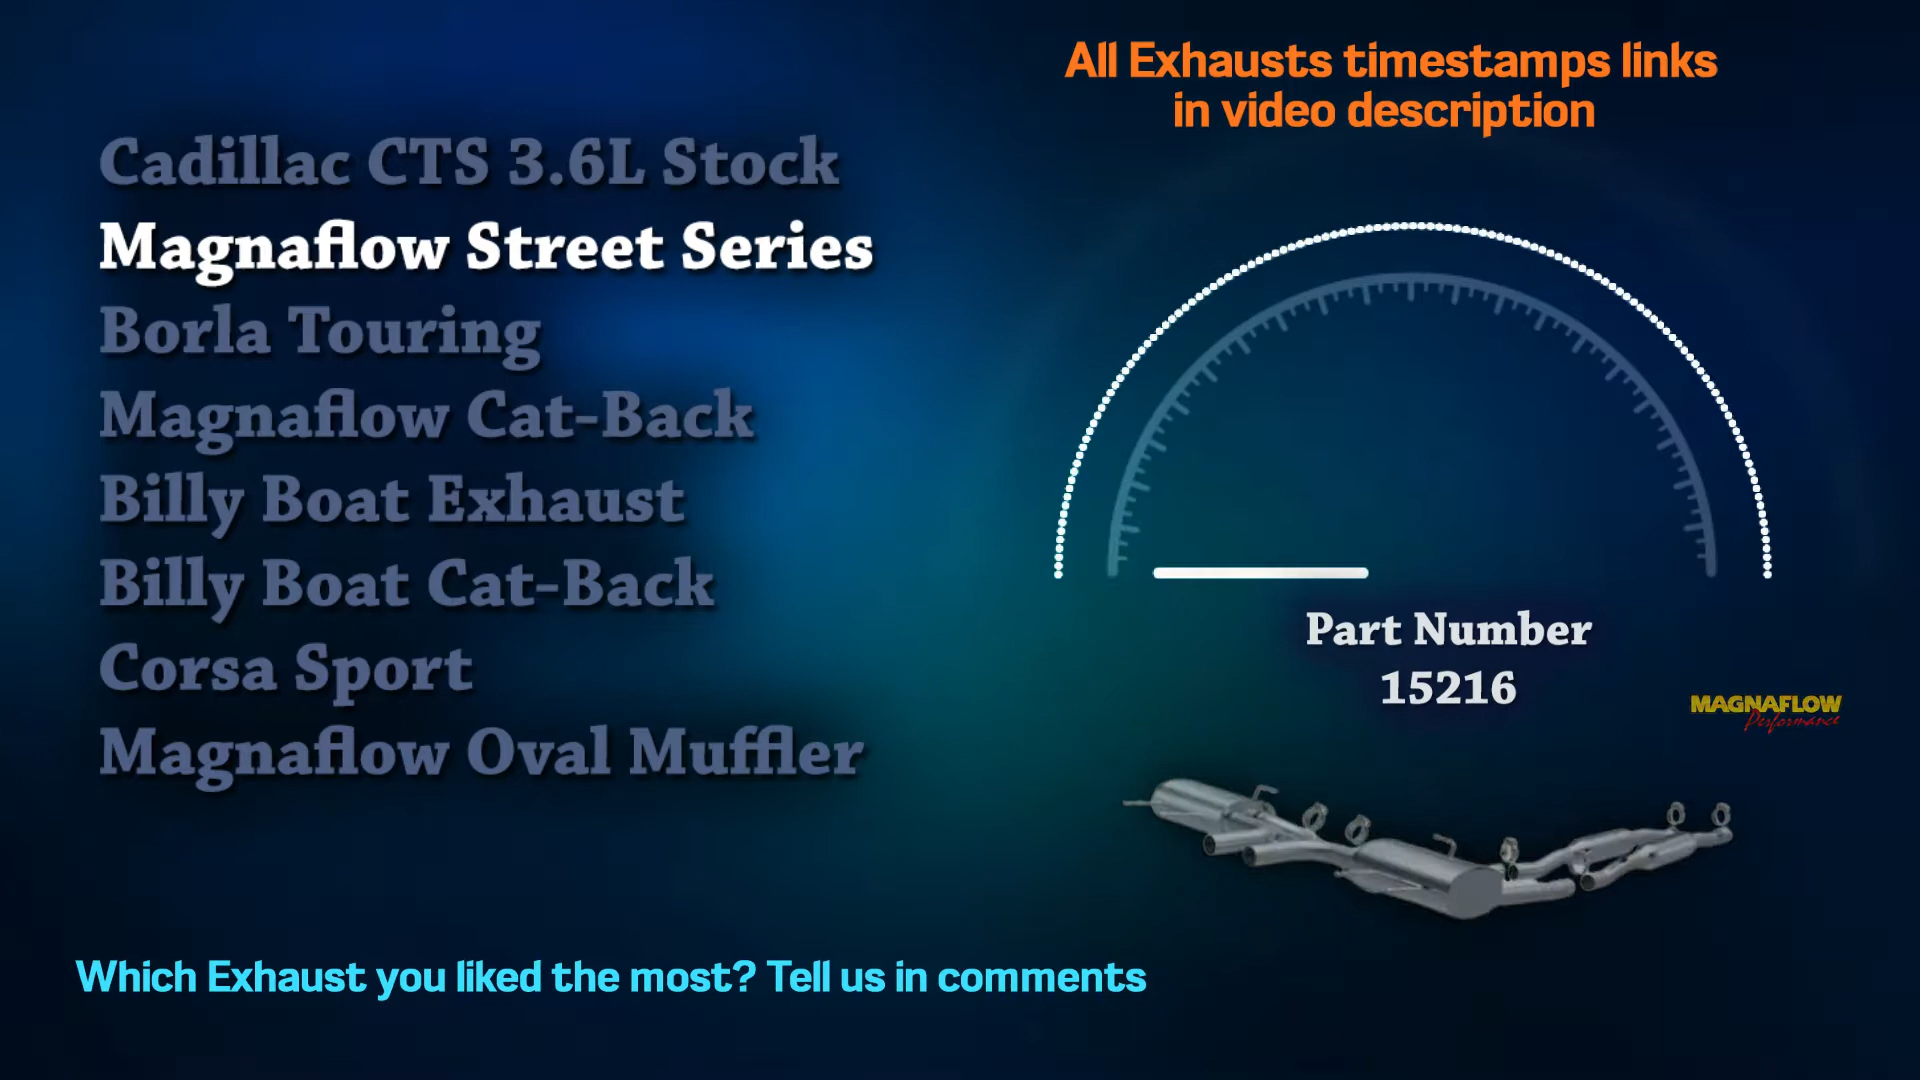 All Exhausts timestamps links
in video description
Cadillac CTS 3.6L Stock
Magnaflow Street Series
Borla Touring
Magnaflow Cat-Back
Billy Boat Exhaust
Billy Boat Cat-Back
Corsa Sport
Magnaflow Oval Muffler
Part Number
15216
MAGNAFLOW
Performance
Which Exhaust you liked the most? Tell us in comments